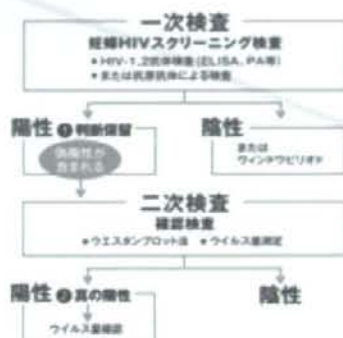 一次検査
妊婦HIVスクリーニング検査
●HIV-1,2抗体検査(ELISA、PA等)
●または抗原抗体による検査
陽性 ❶判断保留
偽陽性が
含まれる
陰性
または
ウィンドウピリオド
二次検査
確認検査
●ウエスタンブロット法 ●ウイルス量測定
陽性 ❷真の陽性
ウイルス量確認
陰性